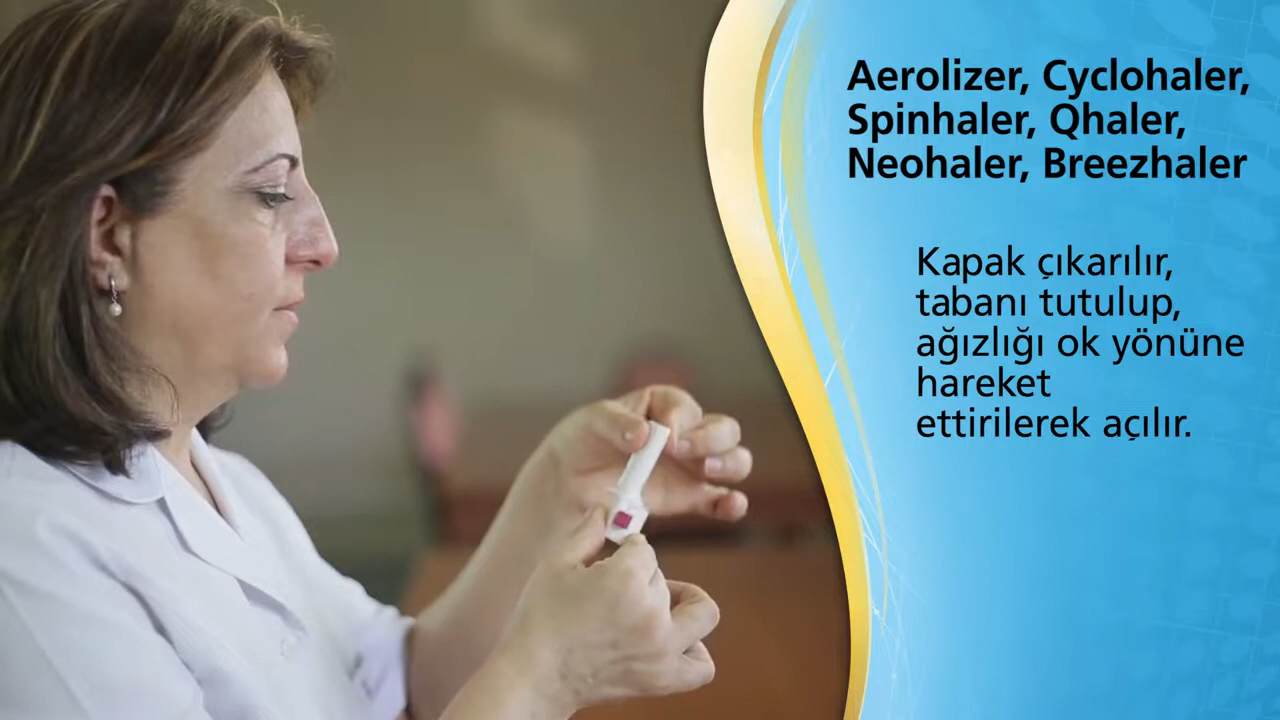 Aerolizer, Cyclohaler,
Spinhaler, Qhaler,
Neohaler, Breezhaler
Kapak çıkarılır,
tabanı tutulup,
ağızlığı ok yönüne
hareket
ettirilerek açılır.